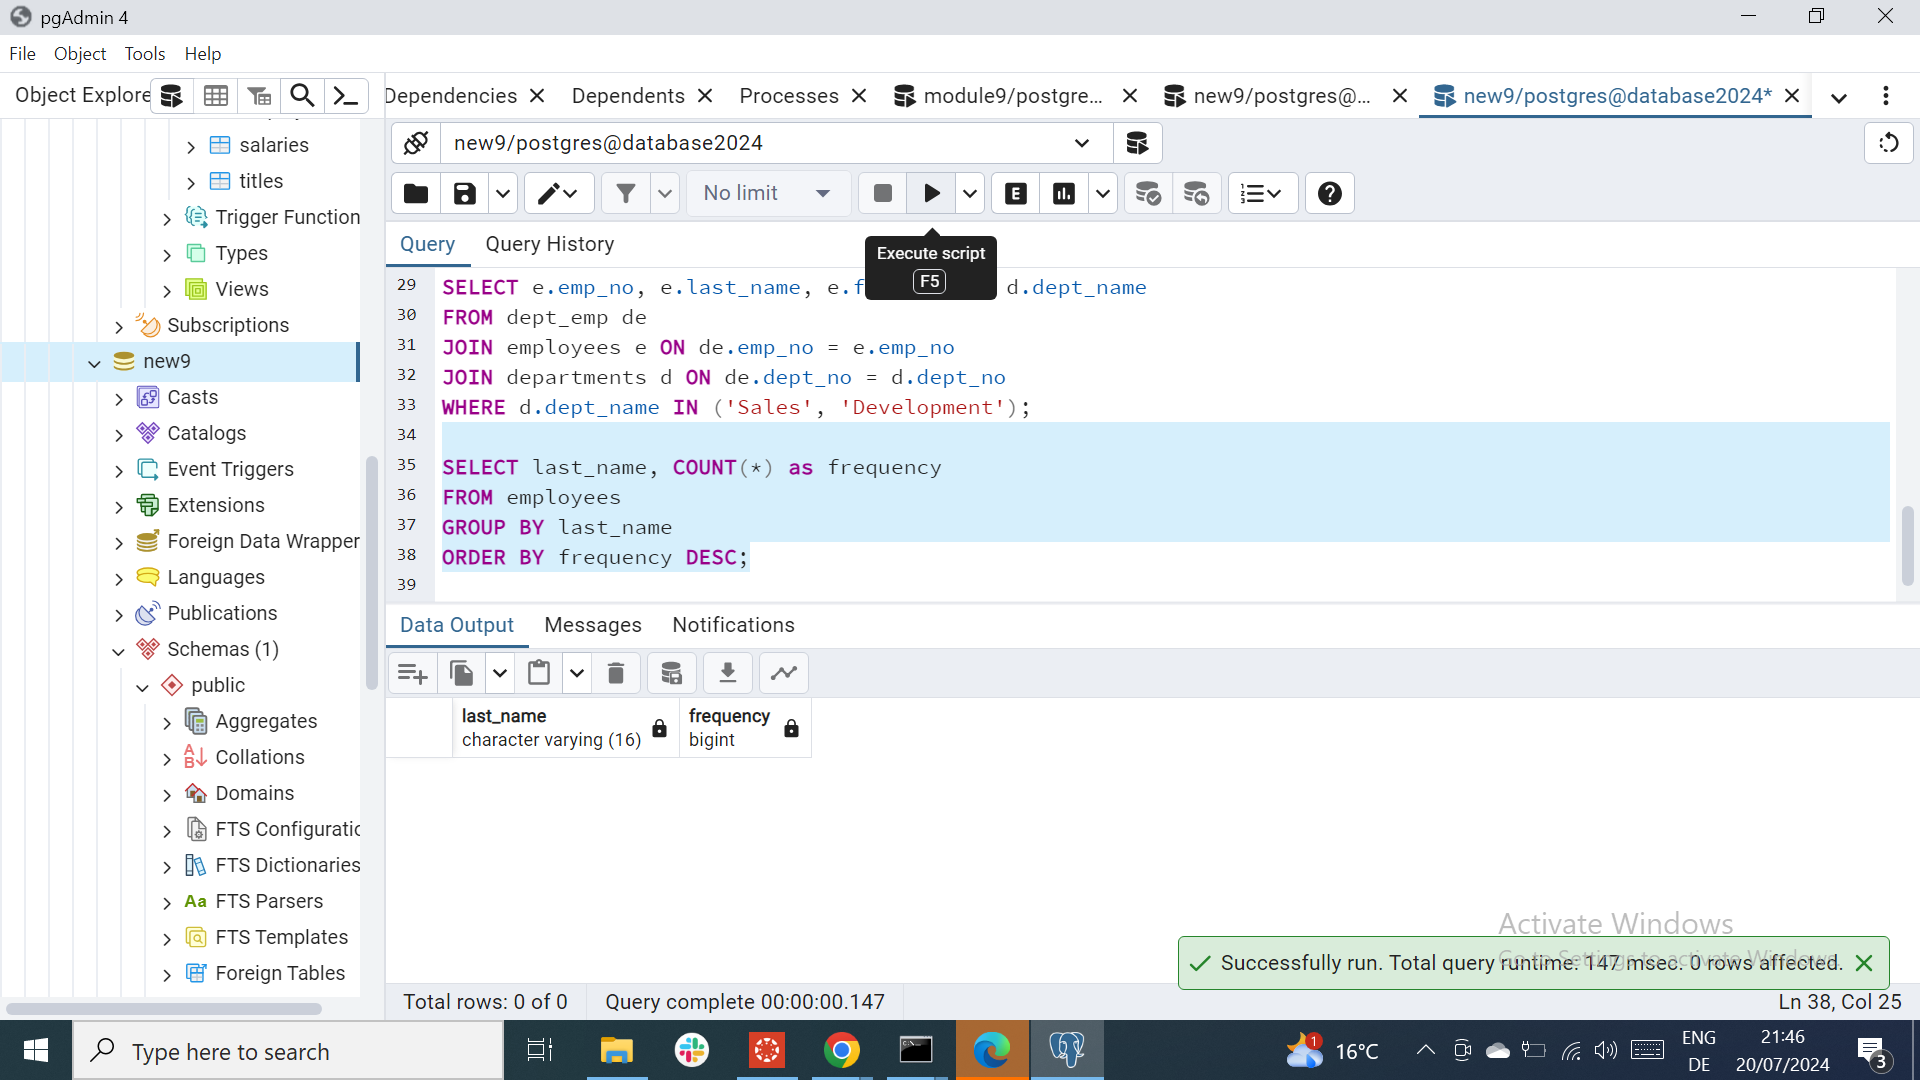 pgAdmin 4
File Object Tools Help
Object Explore
Dependencies Dependents Processes module9/postgre... new9/postgres@... new9/postgres@database2024*
new9/postgres@database2024
No limit
Query Query History
Execute script
F5
salaries
titles
Trigger Function
Types
Views
Subscriptions
new9
Casts
Catalogs
Event Triggers
Extensions
Foreign Data Wrapper
Languages
Publications
Schemas (1)
public
Aggregates
Collations
Domains
FTS Configuratio
FTS Dictionaries
Aa FTS Parsers
FTS Templates
Foreign Tables
29 SELECT e.emp_no, e.last_name, e.f d.dept_name
30 FROM dept_emp de
31 JOIN employees e ON de.emp_no = e.emp_no
32 JOIN departments d ON de.dept_no = d.dept_no
33 WHERE d.dept_name IN ('Sales', 'Development');
34
35 SELECT last_name, COUNT(*) as frequency
36 FROM employees
37 GROUP BY last_name
38 ORDER BY frequency DESC;
39
Data Output Messages Notifications
last_name frequency
character varying (16) bigint
Activate Windows
Go to Settings to activate Windows.
Successfully run. Total query runtime: 147 msec. 0 rows affected.
Total rows: 0 of 0 Query complete 00:00:00.147 Ln 38, Col 25
Type here to search
1
16°C
ENG
DE
21:46
20/07/2024
3